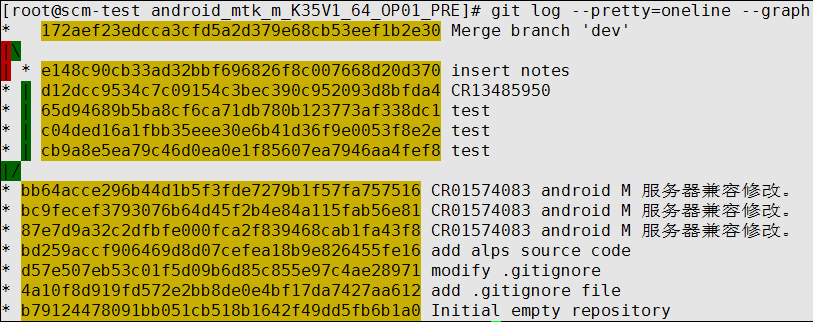 [root@scm-test android_mtk_m_K35V1_64_OP01_PRE]# git log --pretty=oneline --graph
*   172aef23edcca3cfd5a2d379e68cb53eef1b2e30 Merge branch 'dev'
|\
| * e148c90cb33ad32bbf696826f8c007668d20d370 insert notes
* | d12dcc9534c7c09154c3bec390c952093d8bfda4 CR13485950
* | 65d94689b5ba8cf6ca71db780b123773af338dc1 test
* | c04ded16a1fbb35eee30e6b41d36f9e0053f8e2e test
* | cb9a8e5ea79c46d0ea0e1f85607ea7946aa4fef8 test
|/
* bb64acce296b44d1b5f3fde7279b1f57fa757516 CR01574083 android M 服务器兼容修改。
* bc9fecef3793076b64d45f2b4e84a115fab56e81 CR01574083 android M 服务器兼容修改。
* 87e7d9a32c2dfbfe000fca2f839468cab1fa43f8 CR01574083 android M 服务器兼容修改。
* bd259accf906469d8d07cefea18b9e826455fe16 add alps source code
* d57e507eb53c01f5d09b6d85c855e97c4ae28971 modify .gitignore
* 4a10f8d919fd572e2bb8de0e4bf17da7427aa612 add .gitignore file
* b79124478091bb051cb518b1642f49dd5fb6b1a0 Initial empty repository